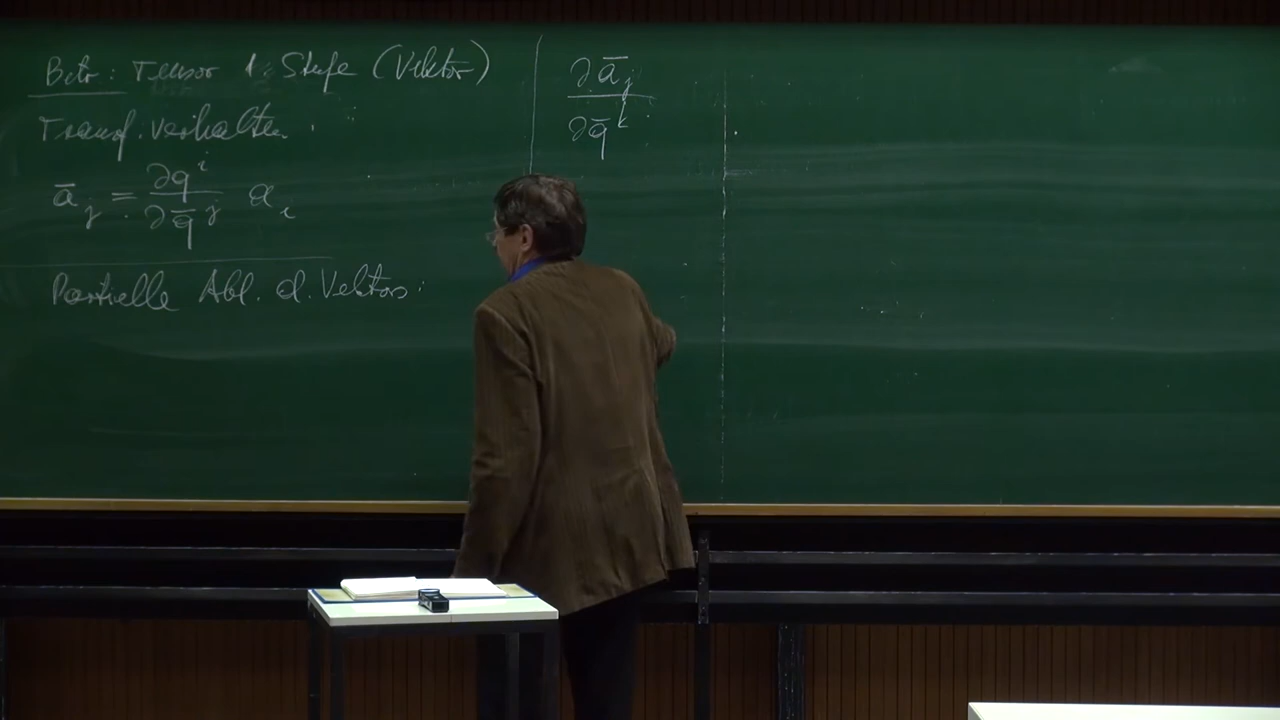 Betr.: Tensor 1. Stufe (Vektor)
Transf. verhalten:
ā_j = ∂q^i/∂q̄^j a_i
Partielle Abl. d. Vektors:
∂ā_j/∂q̄^k